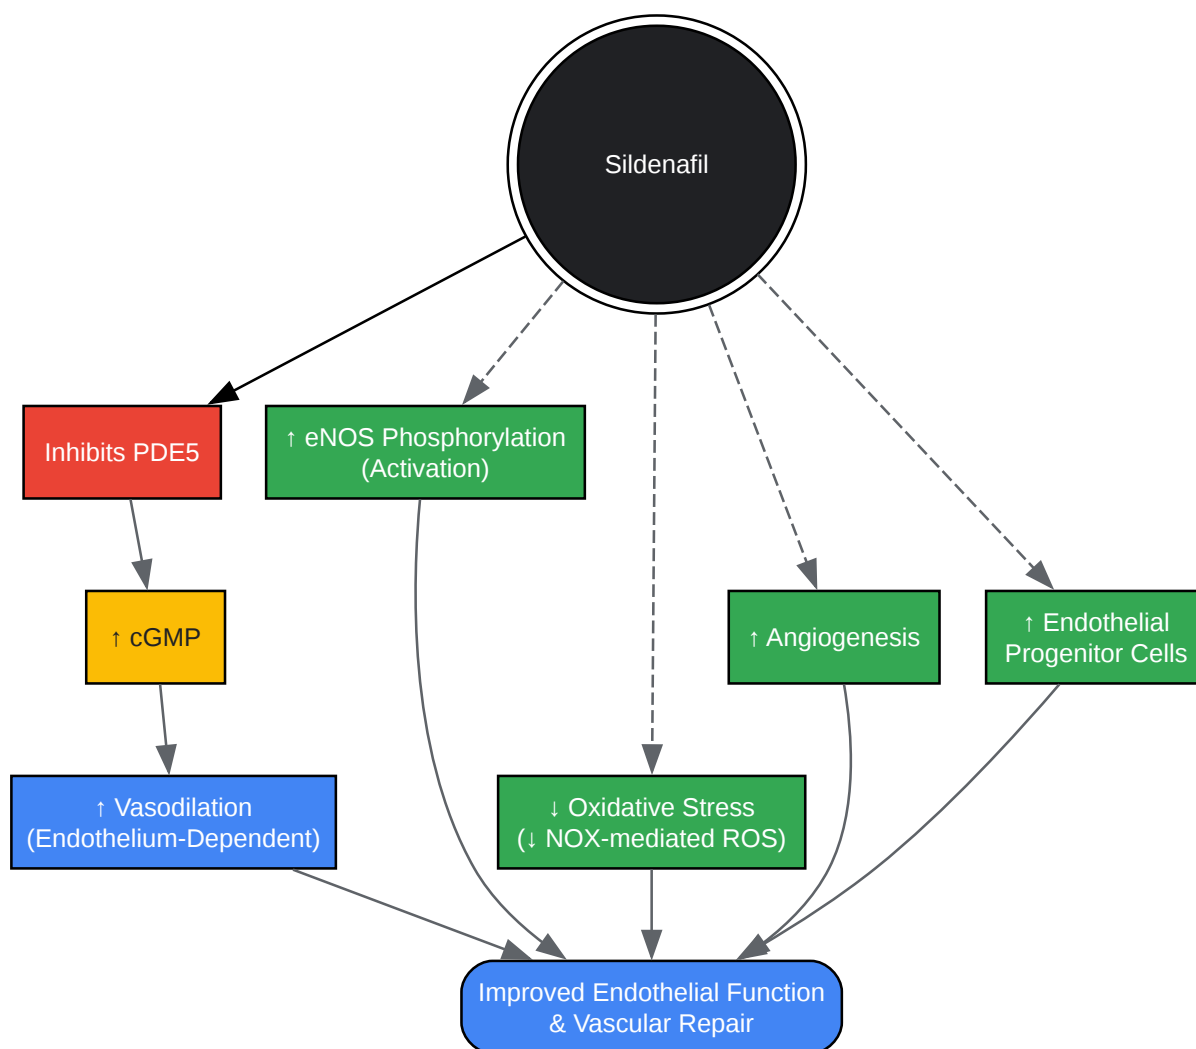 Sildenafil
Inhibits PDE5
↑ eNOS Phosphorylation
(Activation)
↑ cGMP
↑ Angiogenesis
↑ Endothelial
Progenitor Cells
↑ Vasodilation
(Endothelium-Dependent)
↓ Oxidative Stress
(↓ NOX-mediated ROS)
Improved Endothelial Function
& Vascular Repair